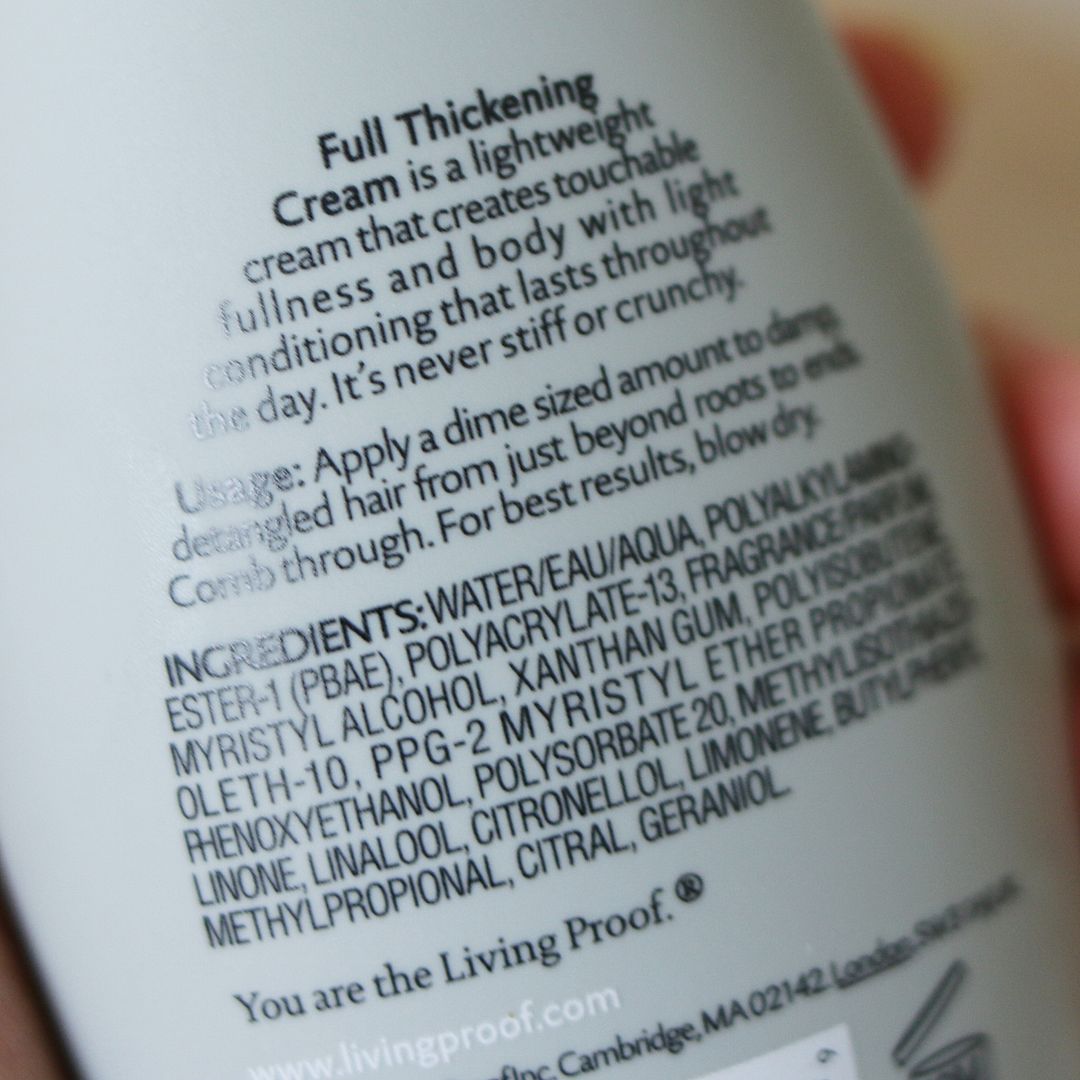 Full Thickening
Cream is a lightweight
cream that creates touchable
fullness and body with light
conditioning that lasts throughout
the day. It's never stiff or crunchy.
Usage: Apply a dime sized amount to damp,
detangled hair from just beyond roots to ends.
Comb through. For best results, blow dry.
INGREDIENTS: WATER/EAU/AQUA, POLYALKYLAMINO-
ESTER-1 (PBAE), POLYACRYLATE-13, FRAGRANCE/PARFUM,
MYRISTYL ALCOHOL, XANTHAN GUM, POLYISOBUTENE,
OLETH-10, PPG-2 MYRISTYL ETHER PROPIONATE,
PHENOXYETHANOL, POLYSORBATE 20, METHYLISOTHIAZO-
LINONE, LINALOOL, CITRONELLOL, LIMONENE, BUTYLPHENYL
METHYLPROPIONAL, CITRAL, GERANIOL.
You are the Living Proof.®
www.livingproof.com
Inc. Cambridge, MA 02142. London